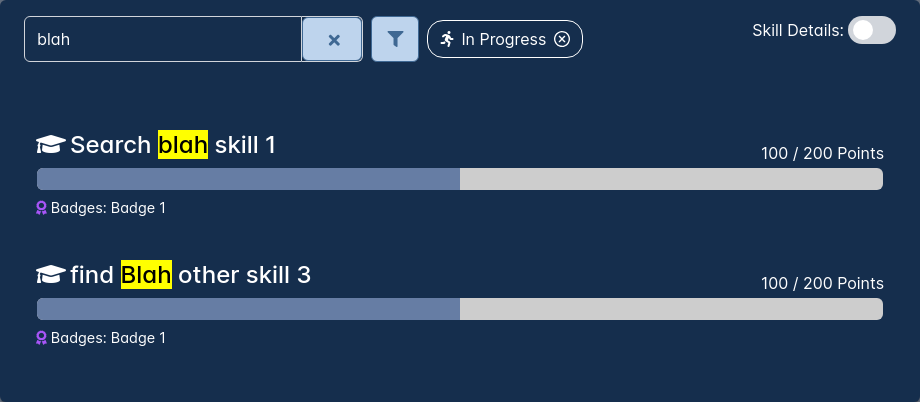 blah
In Progress
Skill Details:
Search blah skill 1
100 / 200 Points
Badges: Badge 1
find Blah other skill 3
100 / 200 Points
Badges: Badge 1